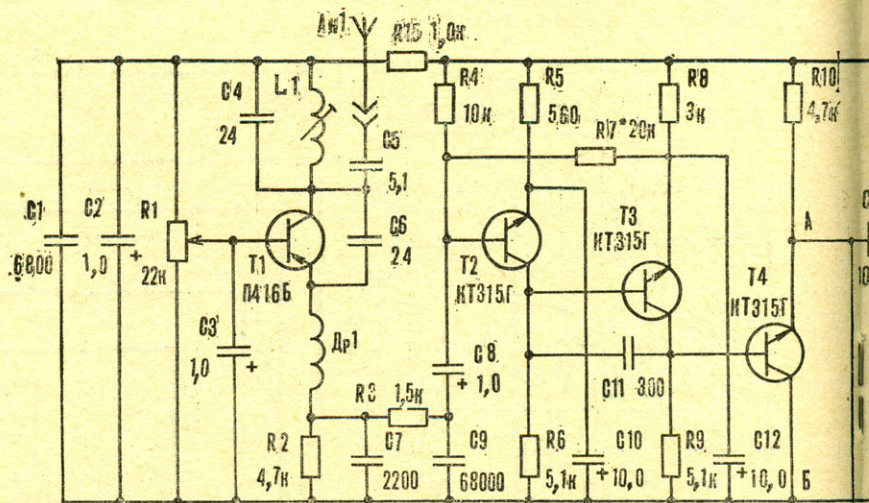 Ан1
R15 1,0к
C4
24
L1
R4
10к
R5
560
R8
3к
R10
4,7к
R7* 20к
C5
5,1
C1
6800
C2
1,0
+
R1
22к
T1
П416Б
C6
24
T2
КТ315Г
T3
КТ315Г
T4
КТ315Г
А
C
10
C3
1,0
+
Др1
C8
+ 1,0
C11 300
R3 1,5к
R2
4,7к
C7
2200
C9
68000
R6
5,1к
C10
+ 10,0
R9
5,1к
C12
+ 10,0
Б